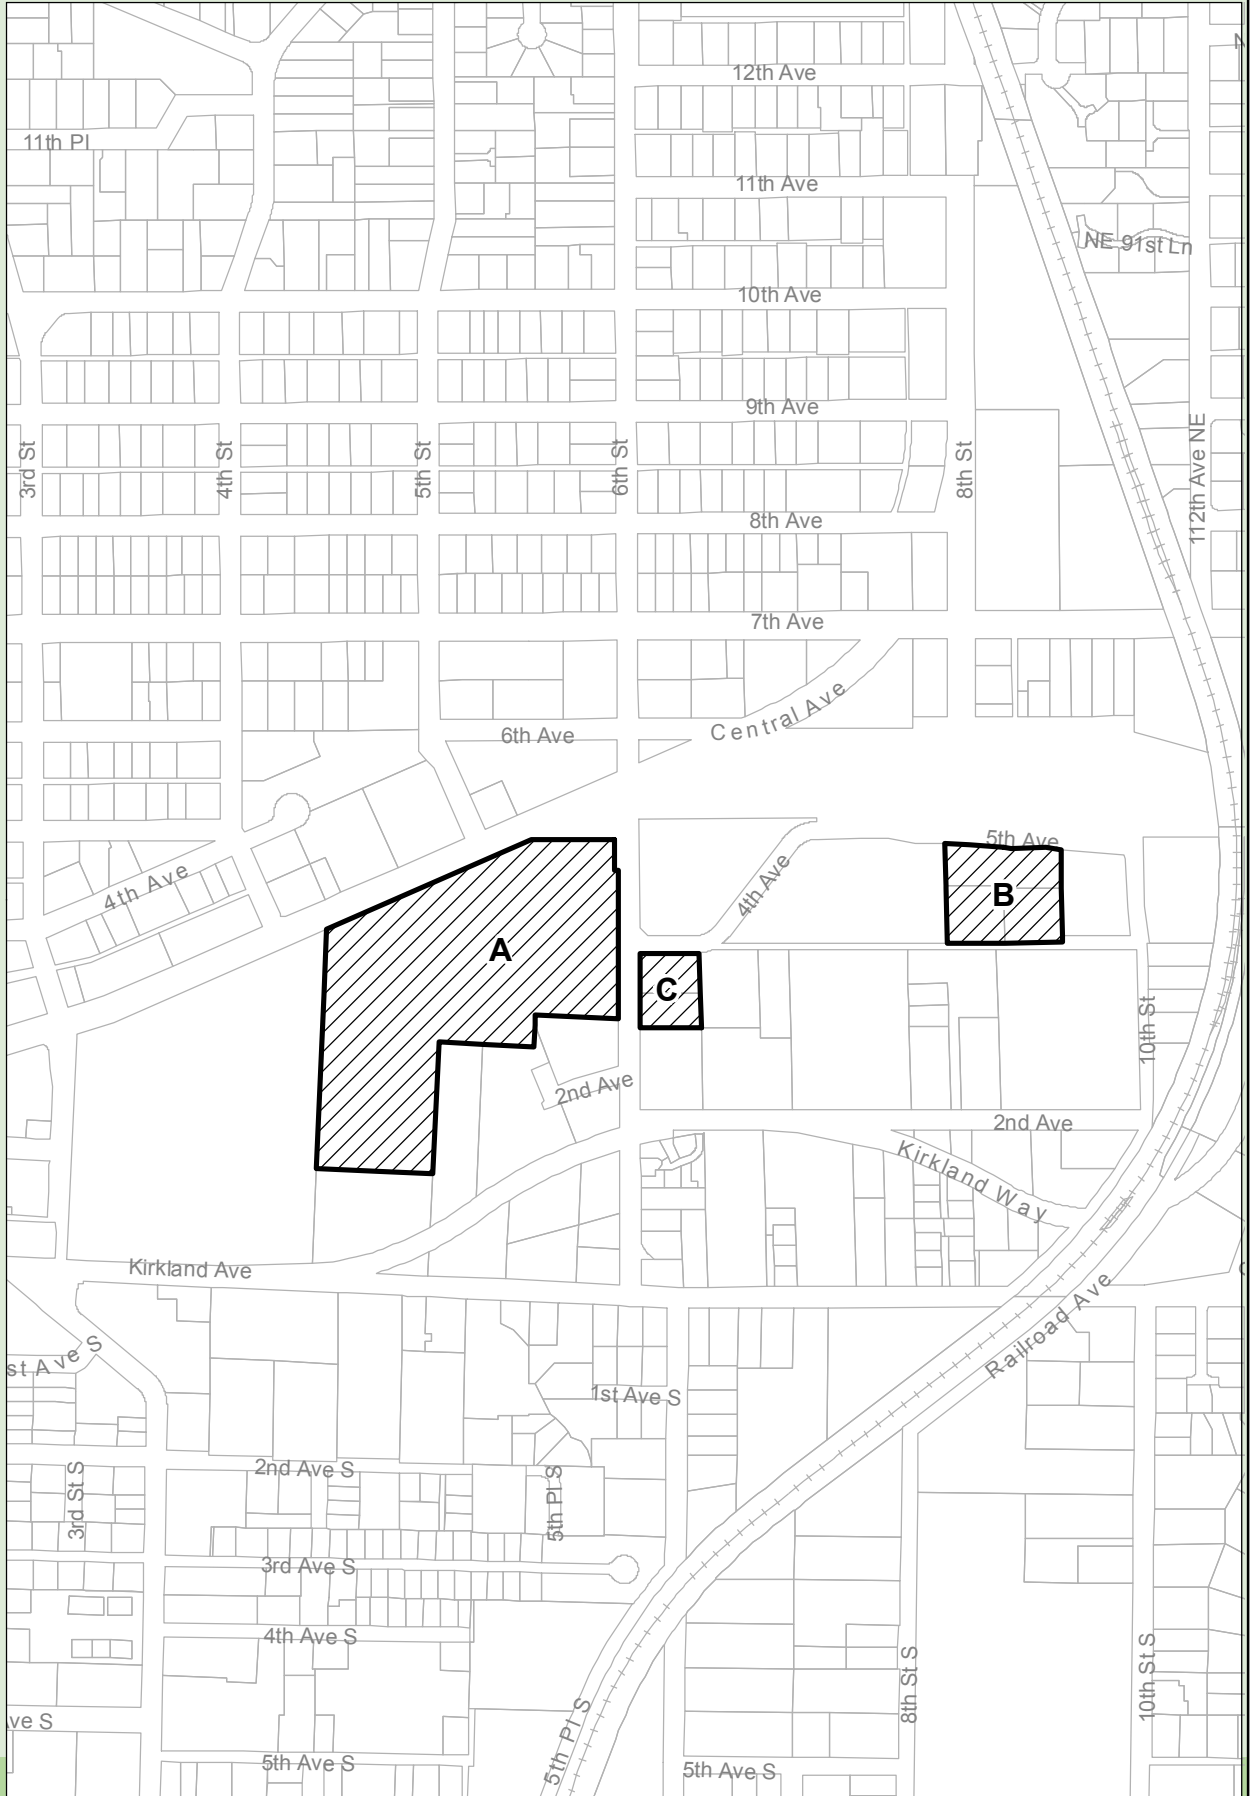 12th Ave
11th Pl
11th Ave
NE 91st Ln
10th Ave
9th Ave
3rd St
4th St
5th St
6th St
8th St
112th Ave NE
8th Ave
7th Ave
Central Ave
6th Ave
5th Ave
4th Ave
4th Ave
B
A
C
10th St
2nd Ave
2nd Ave
Kirkland Way
Kirkland Ave
Railroad Ave
st Ave S
1st Ave S
2nd Ave S
3rd St S
5th Pl S
3rd Ave S
4th Ave S
8th St S
10th St S
ve S
5th Pl S
5th Ave S
5th Ave S